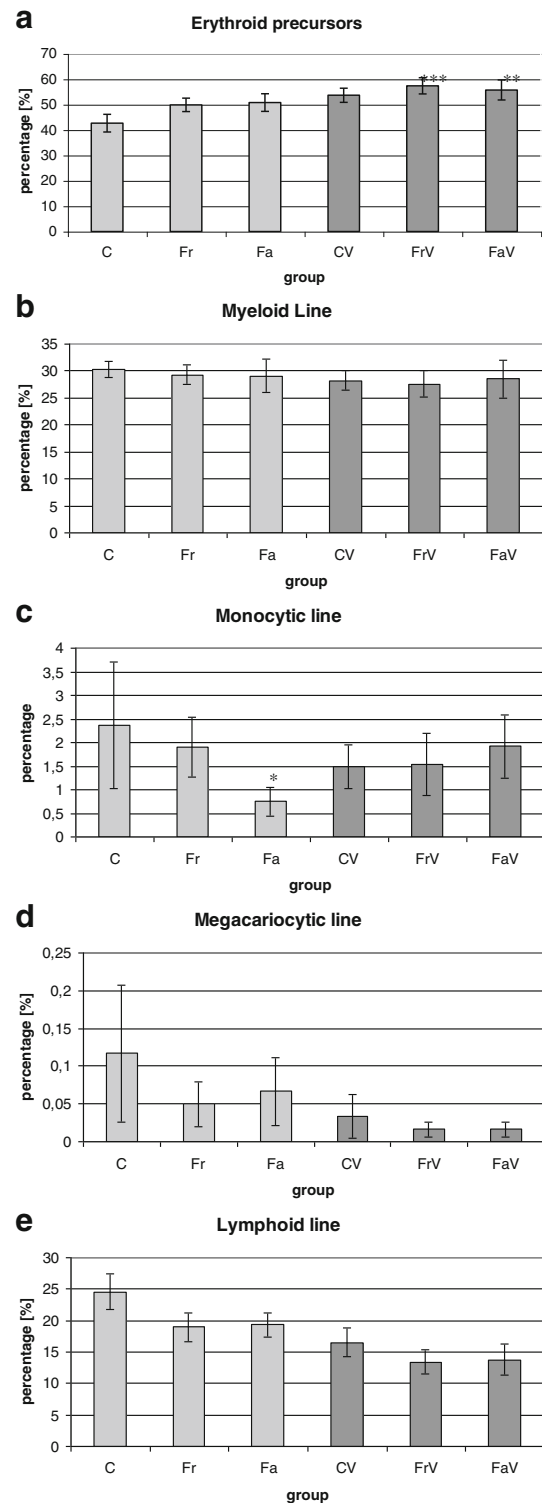 a
Erythroid precursors
percentage [%]
70
60
50
40
30
20
10
0
*** **
C Fr Fa CV FrV FaV
group
b
Myeloid Line
percentage [%]
35
30
25
20
15
10
5
0
C Fr Fa CV FrV FaV
group
c
Monocytic line
percentage
4
3,5
3
2,5
2
1,5
1
0,5
0
*
C Fr Fa CV FrV FaV
group
d
Megacariocytic line
percentage [%]
0,25
0,2
0,15
0,1
0,05
0
C Fr Fa CV FrV FaV
group
e
Lymphoid line
percentage [%]
30
25
20
15
10
5
0
C Fr Fa CV FrV FaV
group